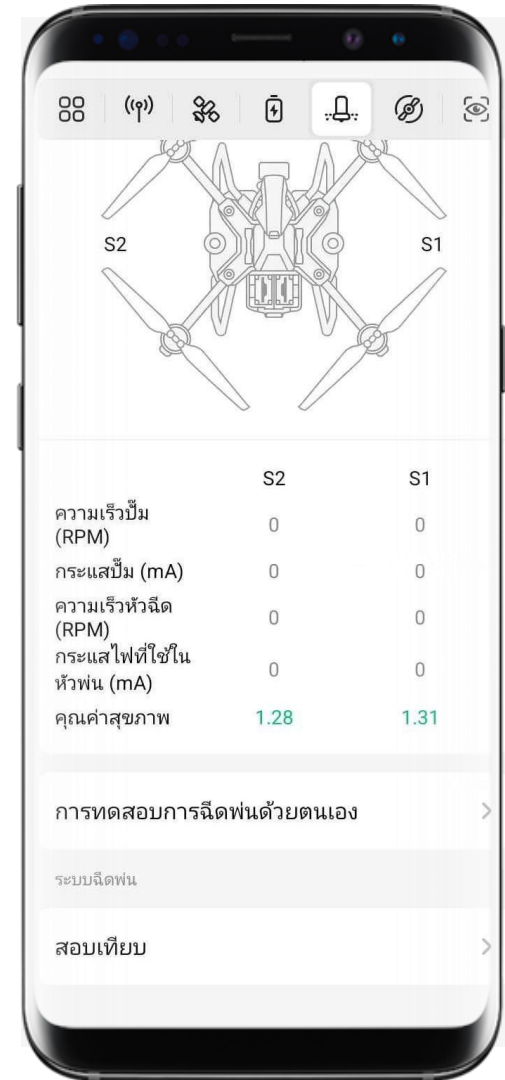 S2 S1
S2 S1
ความเร็วปั๊ม
(RPM) 0 0
กระแสปั๊ม (mA) 0 0
ความเร็วหัวฉีด
(RPM) 0 0
กระแสไฟที่ใช้ใน
หัวพ่น (mA) 0 0
คุณค่าสุขภาพ 1.28 1.31
การทดสอบการฉีดพ่นด้วยตนเอง
ระบบฉีดพ่น
สอบเทียบ